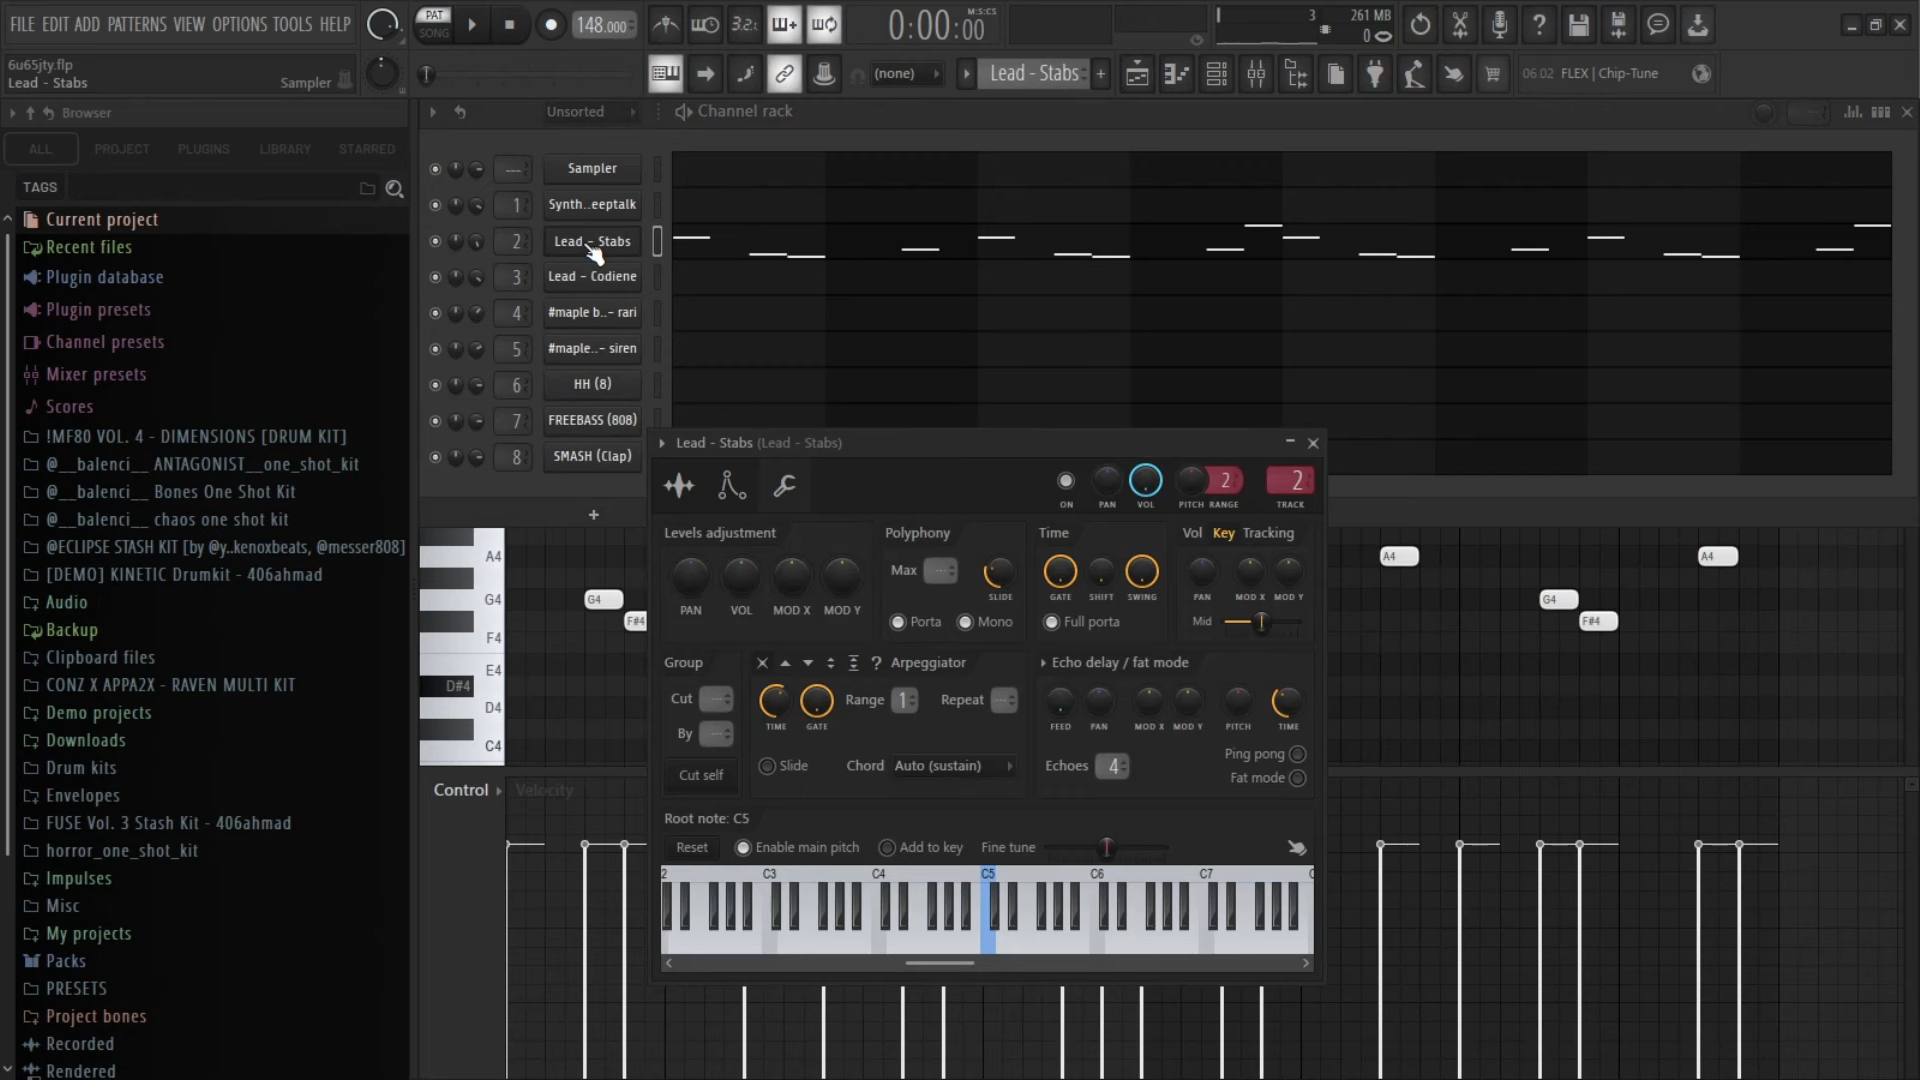 FILE EDIT ADD PATTERNS VIEW OPTIONS TOOLS HELP
PAT
SONG
148.000
3.2:
0:00:00
M:S:CS
3
261 MB
0
6u65jty.flp
Lead - Stabs
Sampler
(none)
Lead - Stabs
+
06.02 FLEX | Chip-Tune
Browser
Unsorted
Channel rack
ALL
PROJECT
PLUGINS
LIBRARY
STARRED
TAGS
Current project
Recent files
Plugin database
Plugin presets
Channel presets
Mixer presets
Scores
!MF80 VOL. 4 - DIMENSIONS [DRUM KIT]
@__balenci__ ANTAGONIST__one_shot_kit
@__balenci__ Bones One Shot Kit
@__balenci__ chaos one shot kit
@ECLIPSE STASH KIT [by @y..kenoxbeats, @messer808]
[DEMO] KINETIC Drumkit - 406ahmad
Audio
Backup
Clipboard files
CONZ X APPA2X - RAVEN MULTI KIT
Demo projects
Downloads
Drum kits
Envelopes
FUSE Vol. 3 Stash Kit - 406ahmad
horror_one_shot_kit
Impulses
Misc
My projects
Packs
PRESETS
Project bones
Recorded
Rendered
--- Sampler
1 Synth..eeptalk
2 Lead - Stabs
3 Lead - Codiene
4 #maple b..- rari
5 #maple..- siren
6 HH (8)
7 FREEBASS (808)
8 SMASH (Clap)
+
Lead - Stabs (Lead - Stabs)
2
2
ON
PAN
VOL
PITCH
RANGE
TRACK
Levels adjustment
Polyphony
Time
Vol
Key
Tracking
Max
PAN
VOL
MOD X
MOD Y
SLIDE
GATE
SHIFT
SWING
PAN
MOD X
MOD Y
Porta
Mono
Full porta
Mid
Group
? Arpeggiator
Echo delay / fat mode
Cut
By
Cut self
Range
1
Repeat
TIME
GATE
Slide
Chord
Auto (sustain)
FEED
PAN
MOD X
MOD Y
PITCH
TIME
Ping pong
Echoes
4
Fat mode
Root note: C5
Reset
Enable main pitch
Add to key
Fine tune
2
C3
C4
C5
C6
C7
C
A4
G4
F4
E4
D#4
D4
C4
G4
F#4
A4
G4
F#4
A4
Control
Velocity